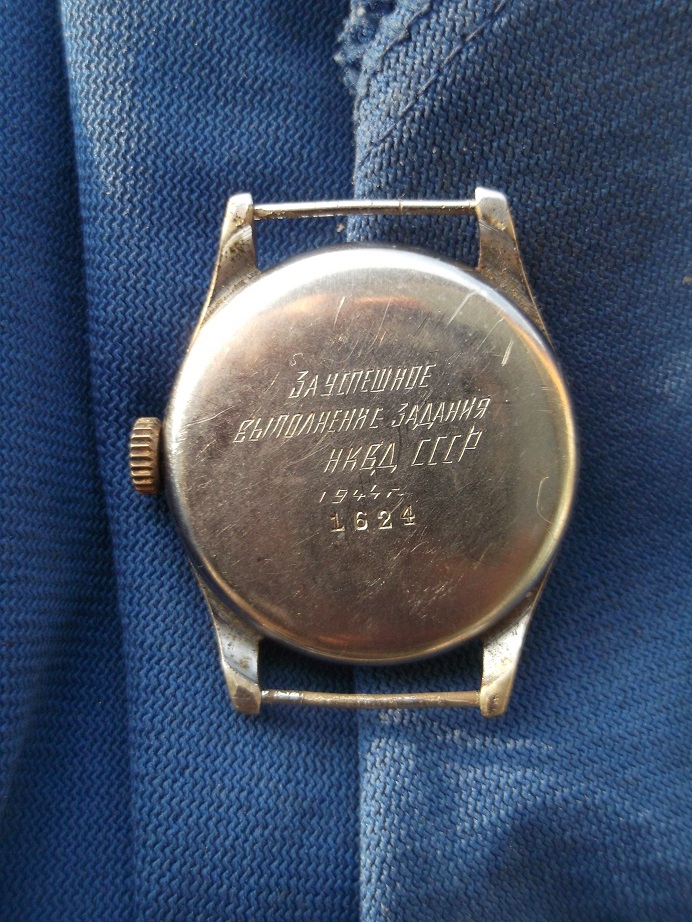 ЗА УСПЕШНОЕ
ВЫПОЛНЕНИЕ ЗАДАНИЯ
НКВД СССР
1944 г.
1624